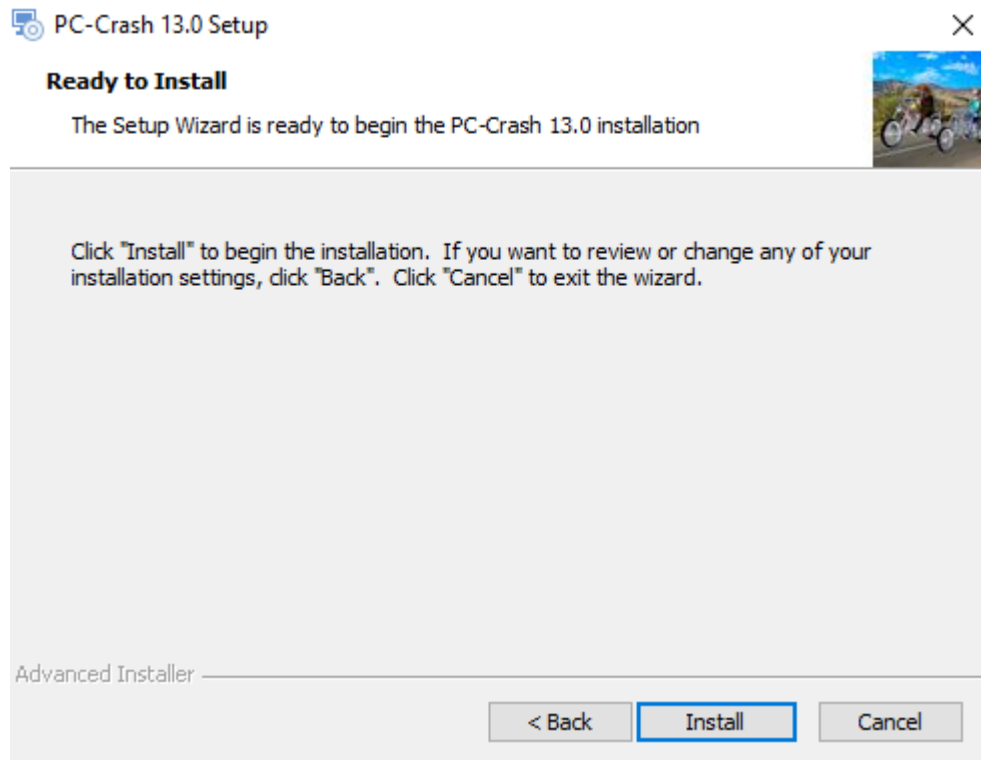 PC-Crash 13.0 Setup
Ready to Install
The Setup Wizard is ready to begin the PC-Crash 13.0 installation
Click "Install" to begin the installation.  If you want to review or change any of your
installation settings, click "Back".  Click "Cancel" to exit the wizard.
Advanced Installer
< Back
Install
Cancel